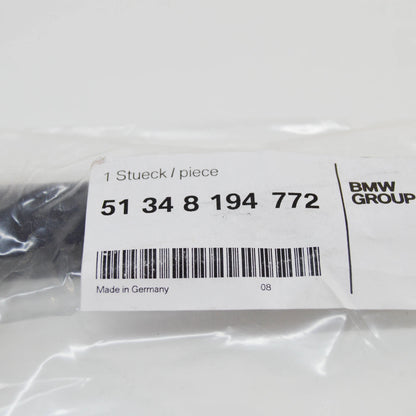 1 Stueck / piece
51 34 8 194 772
BMW
GROUP
Made in Germany
08